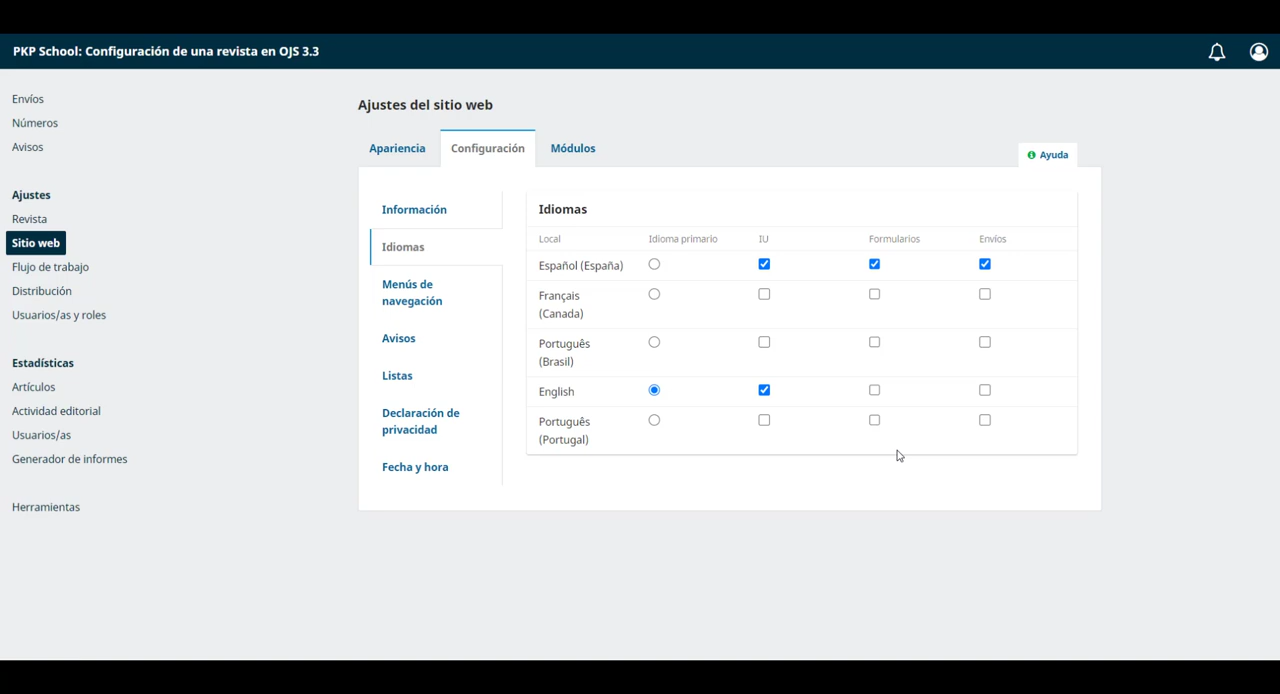 PKP School: Configuración de una revista en OJS 3.3
Envíos
Números
Avisos
Ajustes
Revista
Sitio web
Flujo de trabajo
Distribución
Usuarios/as y roles
Estadísticas
Artículos
Actividad editorial
Usuarios/as
Generador de informes
Herramientas
Ajustes del sitio web
Apariencia
Configuración
Módulos
Ayuda
Información
Idiomas
Menús de
navegación
Avisos
Listas
Declaración de
privacidad
Fecha y hora
Idiomas
Local Idioma primario IU Formularios Envíos
Español (España)
Français
(Canada)
Português
(Brasil)
English
Português
(Portugal)